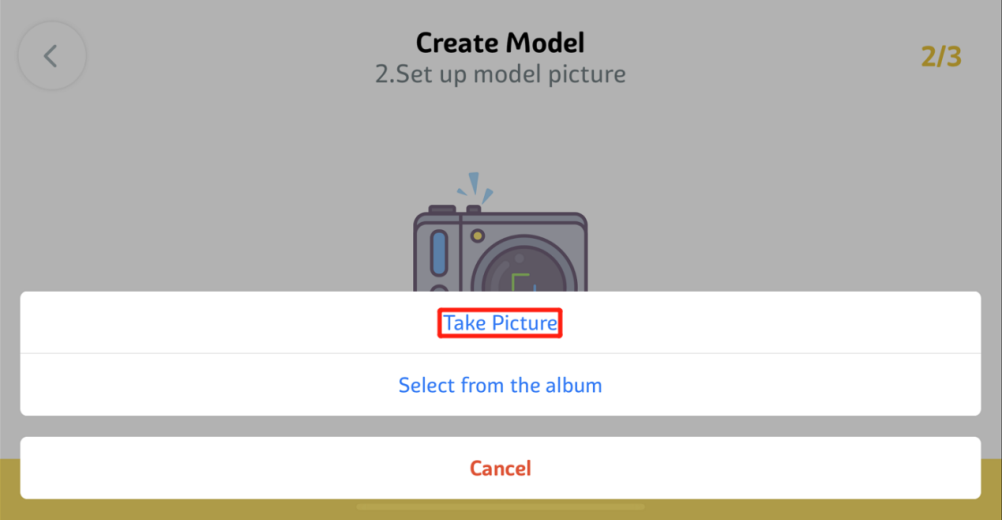 Create Model
2/3
2.Set up model picture
Take Picture
Select from the album
Cancel